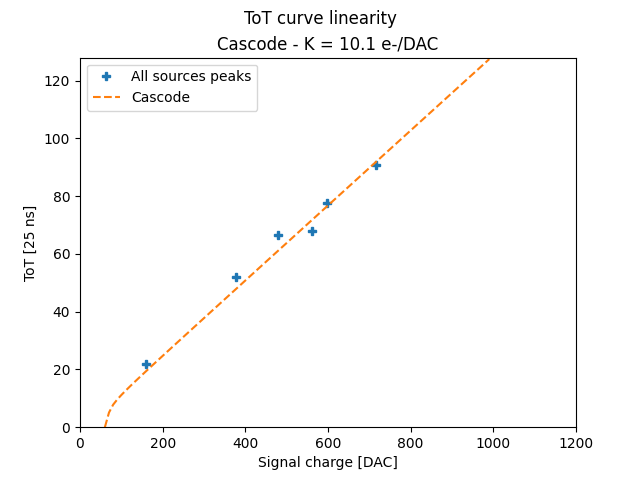 ToT curve linearity
Cascode - K = 10.1 e-/DAC
All sources peaks
Cascode
120
100
80
60
40
20
0
ToT [25 ns]
0 200 400 600 800 1000 1200
Signal charge [DAC]